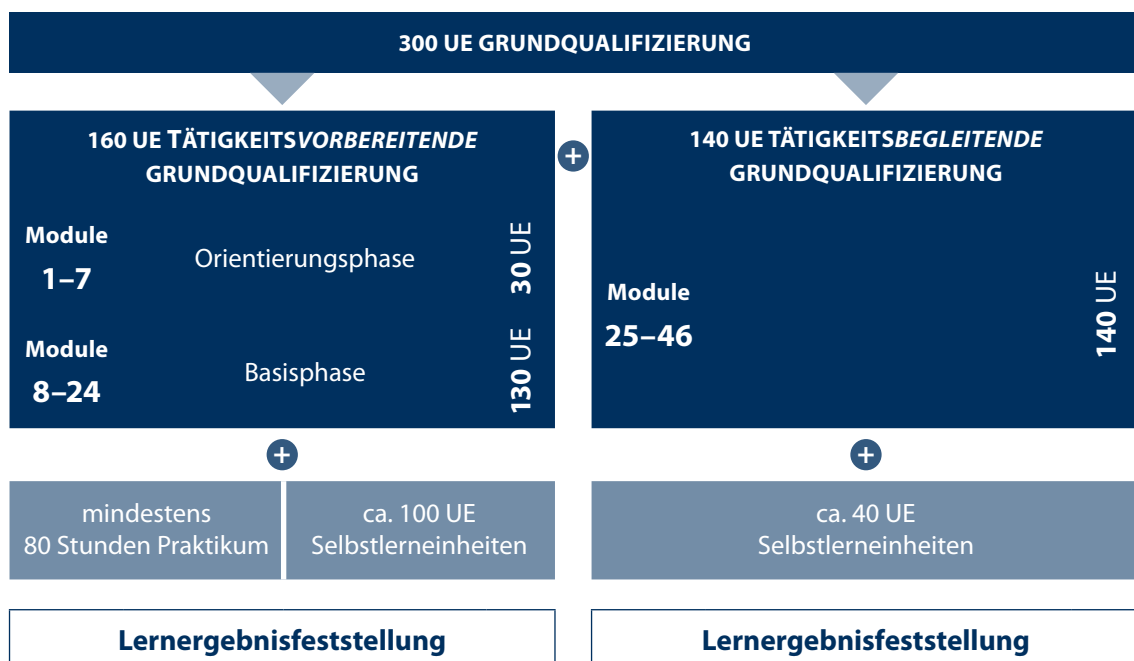 300 UE GRUNDQUALIFIZIERUNG
160 UE TÄTIGKEITSVORBEREITENDE
GRUNDQUALIFIZIERUNG
Module
1–7
Orientierungsphase
30 UE
Module
8–24
Basisphase
130 UE
+
140 UE TÄTIGKEITSBEGLEITENDE
GRUNDQUALIFIZIERUNG
Module
25–46
140 UE
+
mindestens
80 Stunden Praktikum
ca. 100 UE
Selbstlerneinheiten
+
ca. 40 UE
Selbstlerneinheiten
Lernergebnisfeststellung
Lernergebnisfeststellung